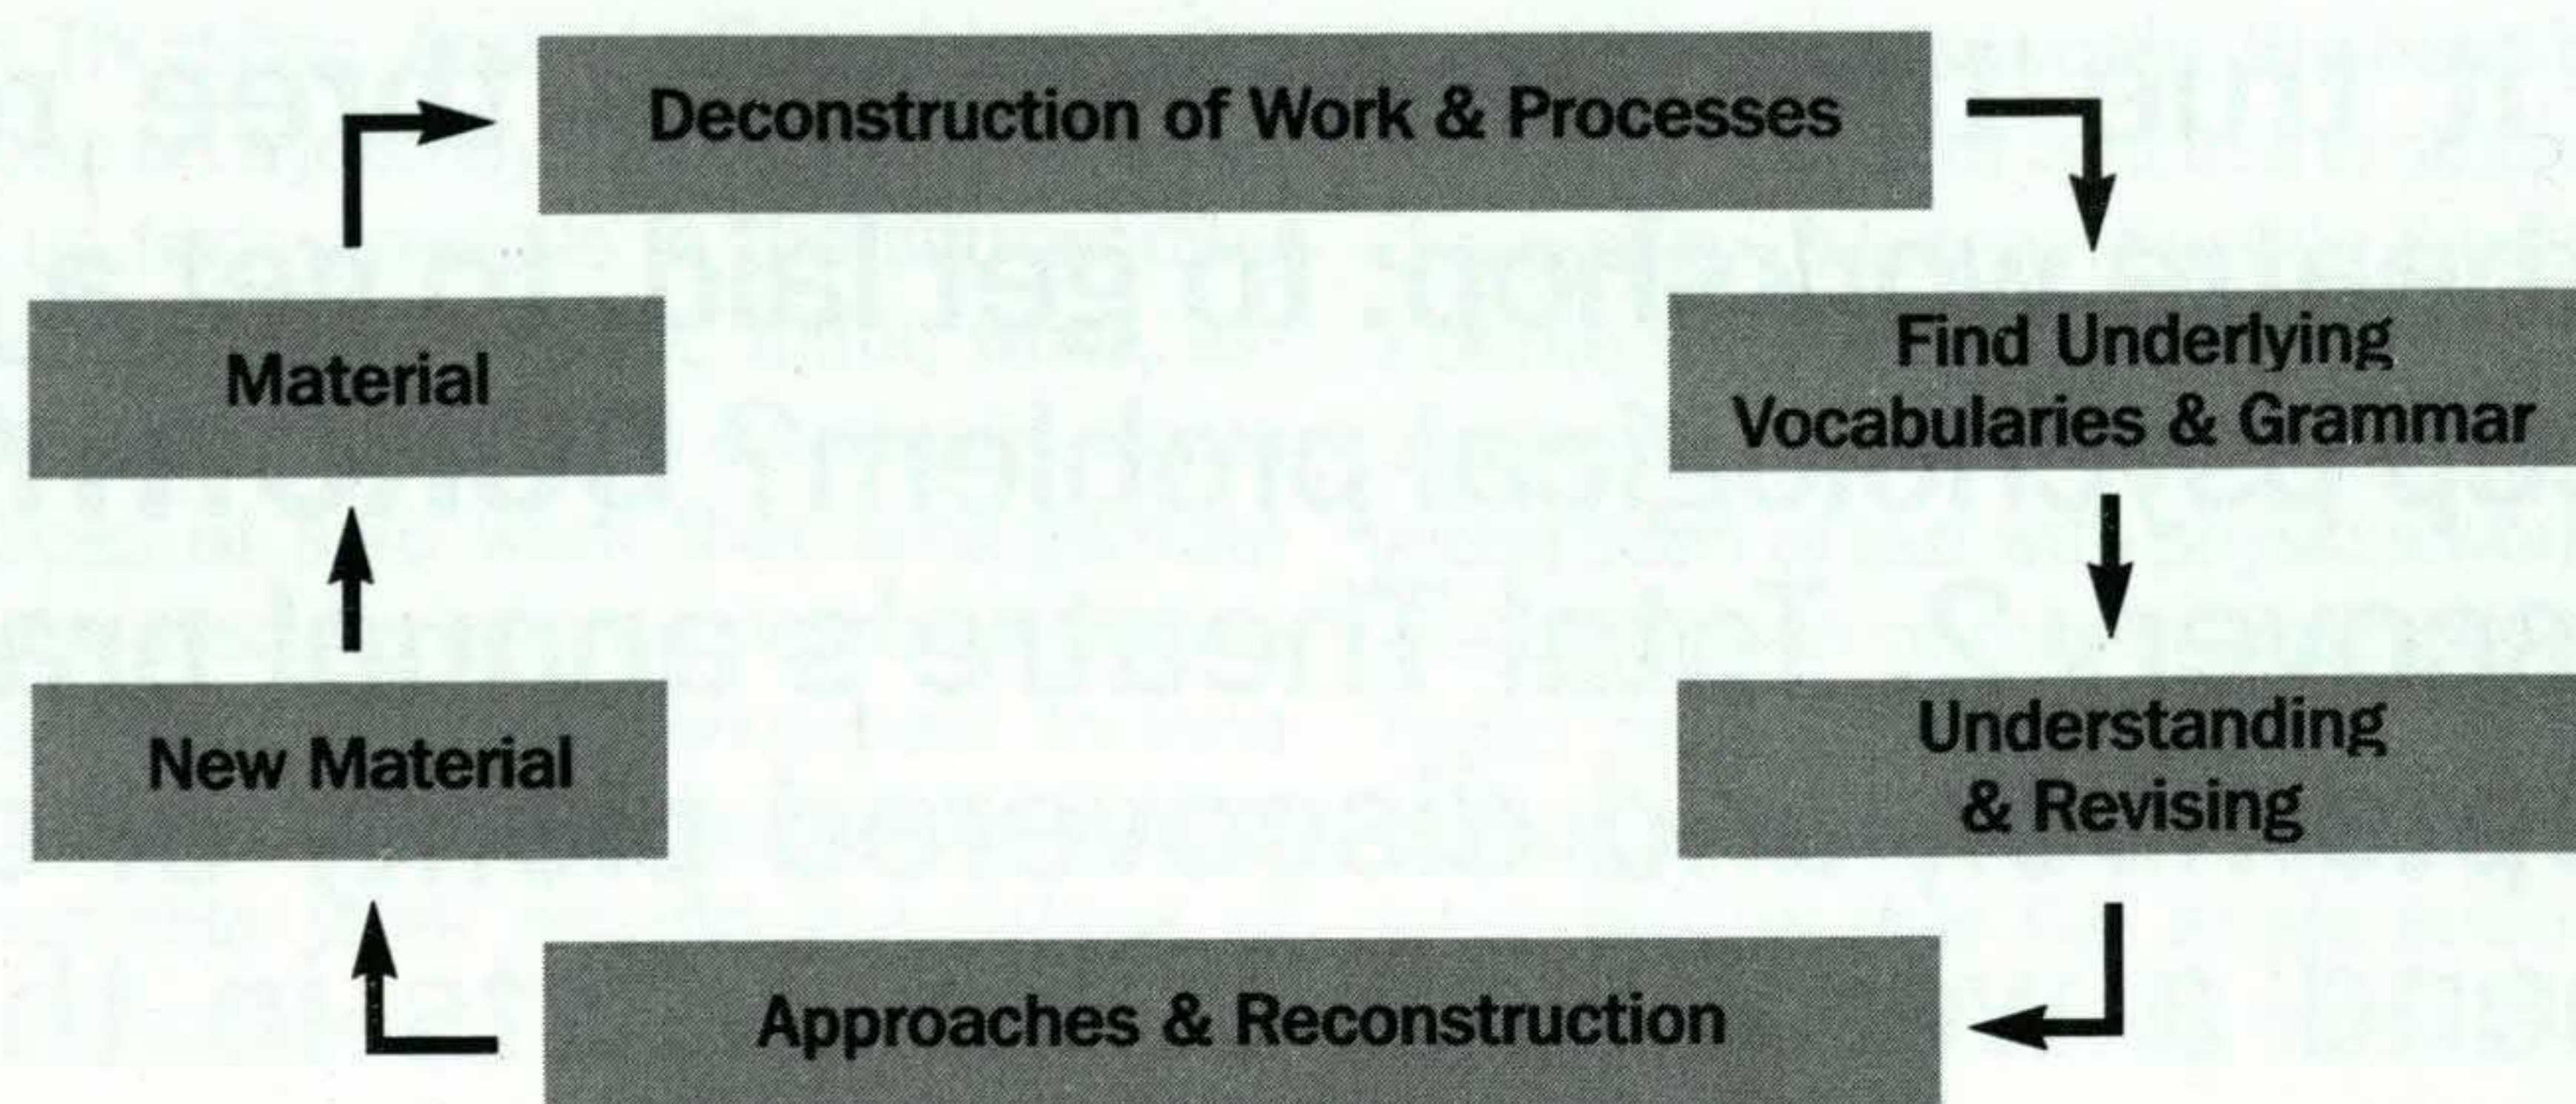 Deconstruction of Work & Processes
Material
Find Underlying
Vocabularies & Grammar
New Material
Understanding
& Revising
Approaches & Reconstruction